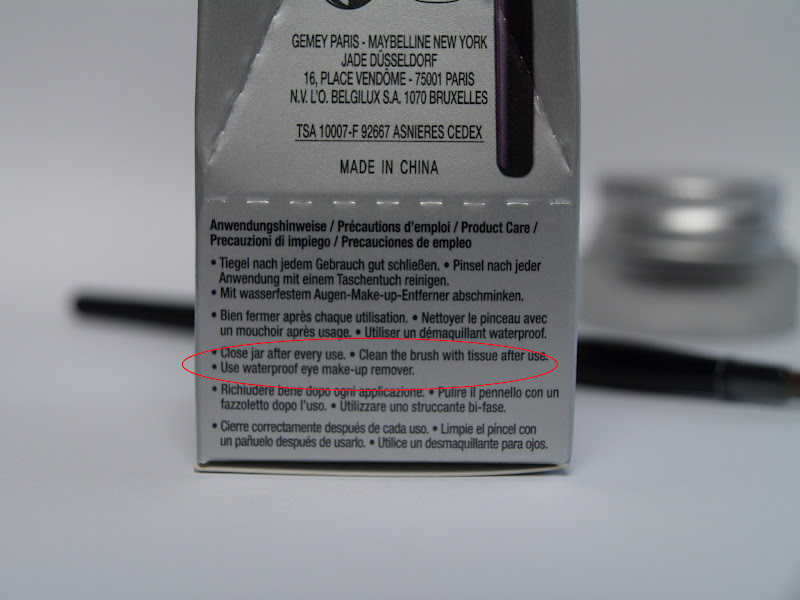 GEMEY PARIS - MAYBELLINE NEW YORK
JADE DÜSSELDORF
16, PLACE VENDÔME - 75001 PARIS
N.V. L'O. BELGILUX S.A. 1070 BRUXELLES
TSA 10007-F 92667 ASNIERES CEDEX
MADE IN CHINA
Anwendungshinweise / Précautions d'emploi / Product Care /
Precauzioni di impiego / Precauciones de empleo
• Tiegel nach jedem Gebrauch gut schließen. • Pinsel nach jeder
Anwendung mit einem Taschentuch reinigen.
• Mit wasserfestem Augen-Make-up-Entferner abschminken.
• Bien fermer après chaque utilisation. • Nettoyer le pinceau avec
un mouchoir après usage. • Utiliser un démaquillant waterproof.
• Close jar after every use. • Clean the brush with tissue after use.
• Use waterproof eye make-up remover.
• Richiudere bene dopo ogni applicazione. • Pulire il pennello con un
fazzoletto dopo l'uso. • Utilizzare uno struccante bi-fase.
• Cierre correctamente después de cada uso. • Limpie el píncel con
un pañuelo después de usarlo. • Utilice un desmaquillante para ojos.